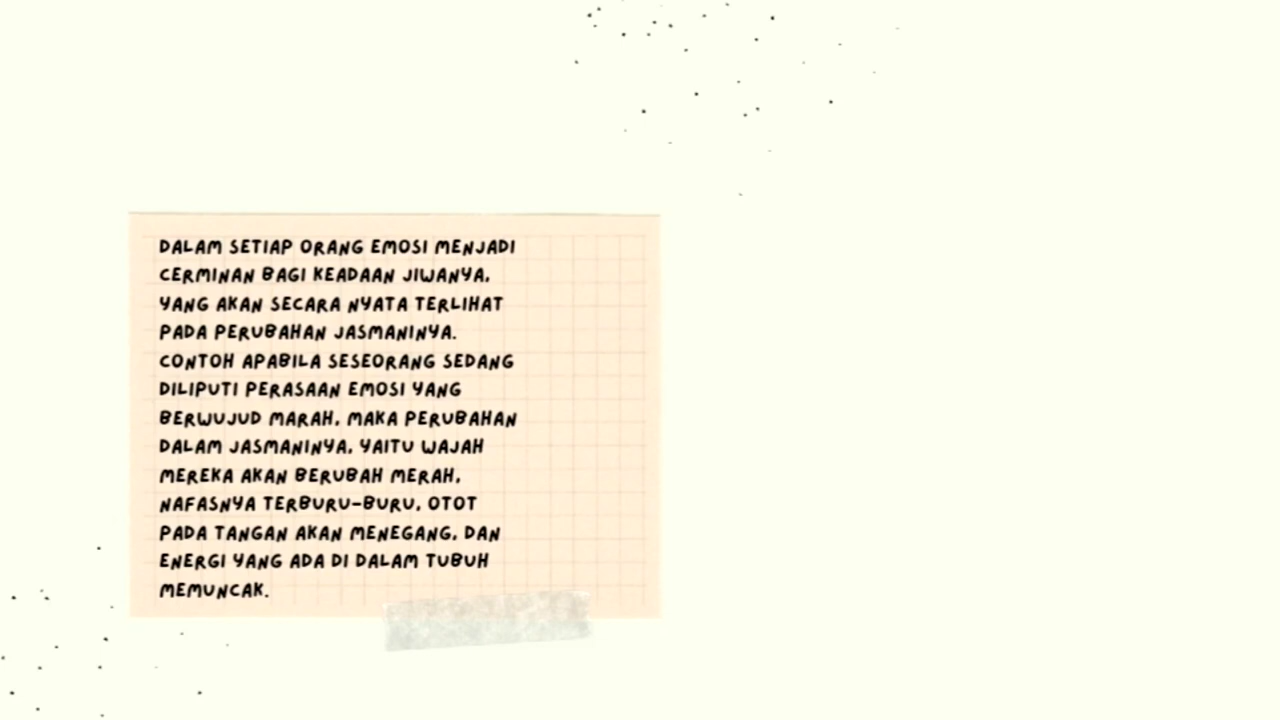 DALAM SETIAP ORANG EMOSI MENJADI
CERMINAN BAGI KEADAAN JIWANYA,
YANG AKAN SECARA NYATA TERLIHAT
PADA PERUBAHAN JASMANINYA.
CONTOH APABILA SESEORANG SEDANG
DILIPUTI PERASAAN EMOSI YANG
BERWUJUD MARAH, MAKA PERUBAHAN
DALAM JASMANINYA, YAITU WAJAH
MEREKA AKAN BERUBAH MERAH,
NAFASNYA TERBURU-BURU, OTOT
PADA TANGAN AKAN MENEGANG, DAN
ENERGI YANG ADA DI DALAM TUBUH
MEMUNCAK.